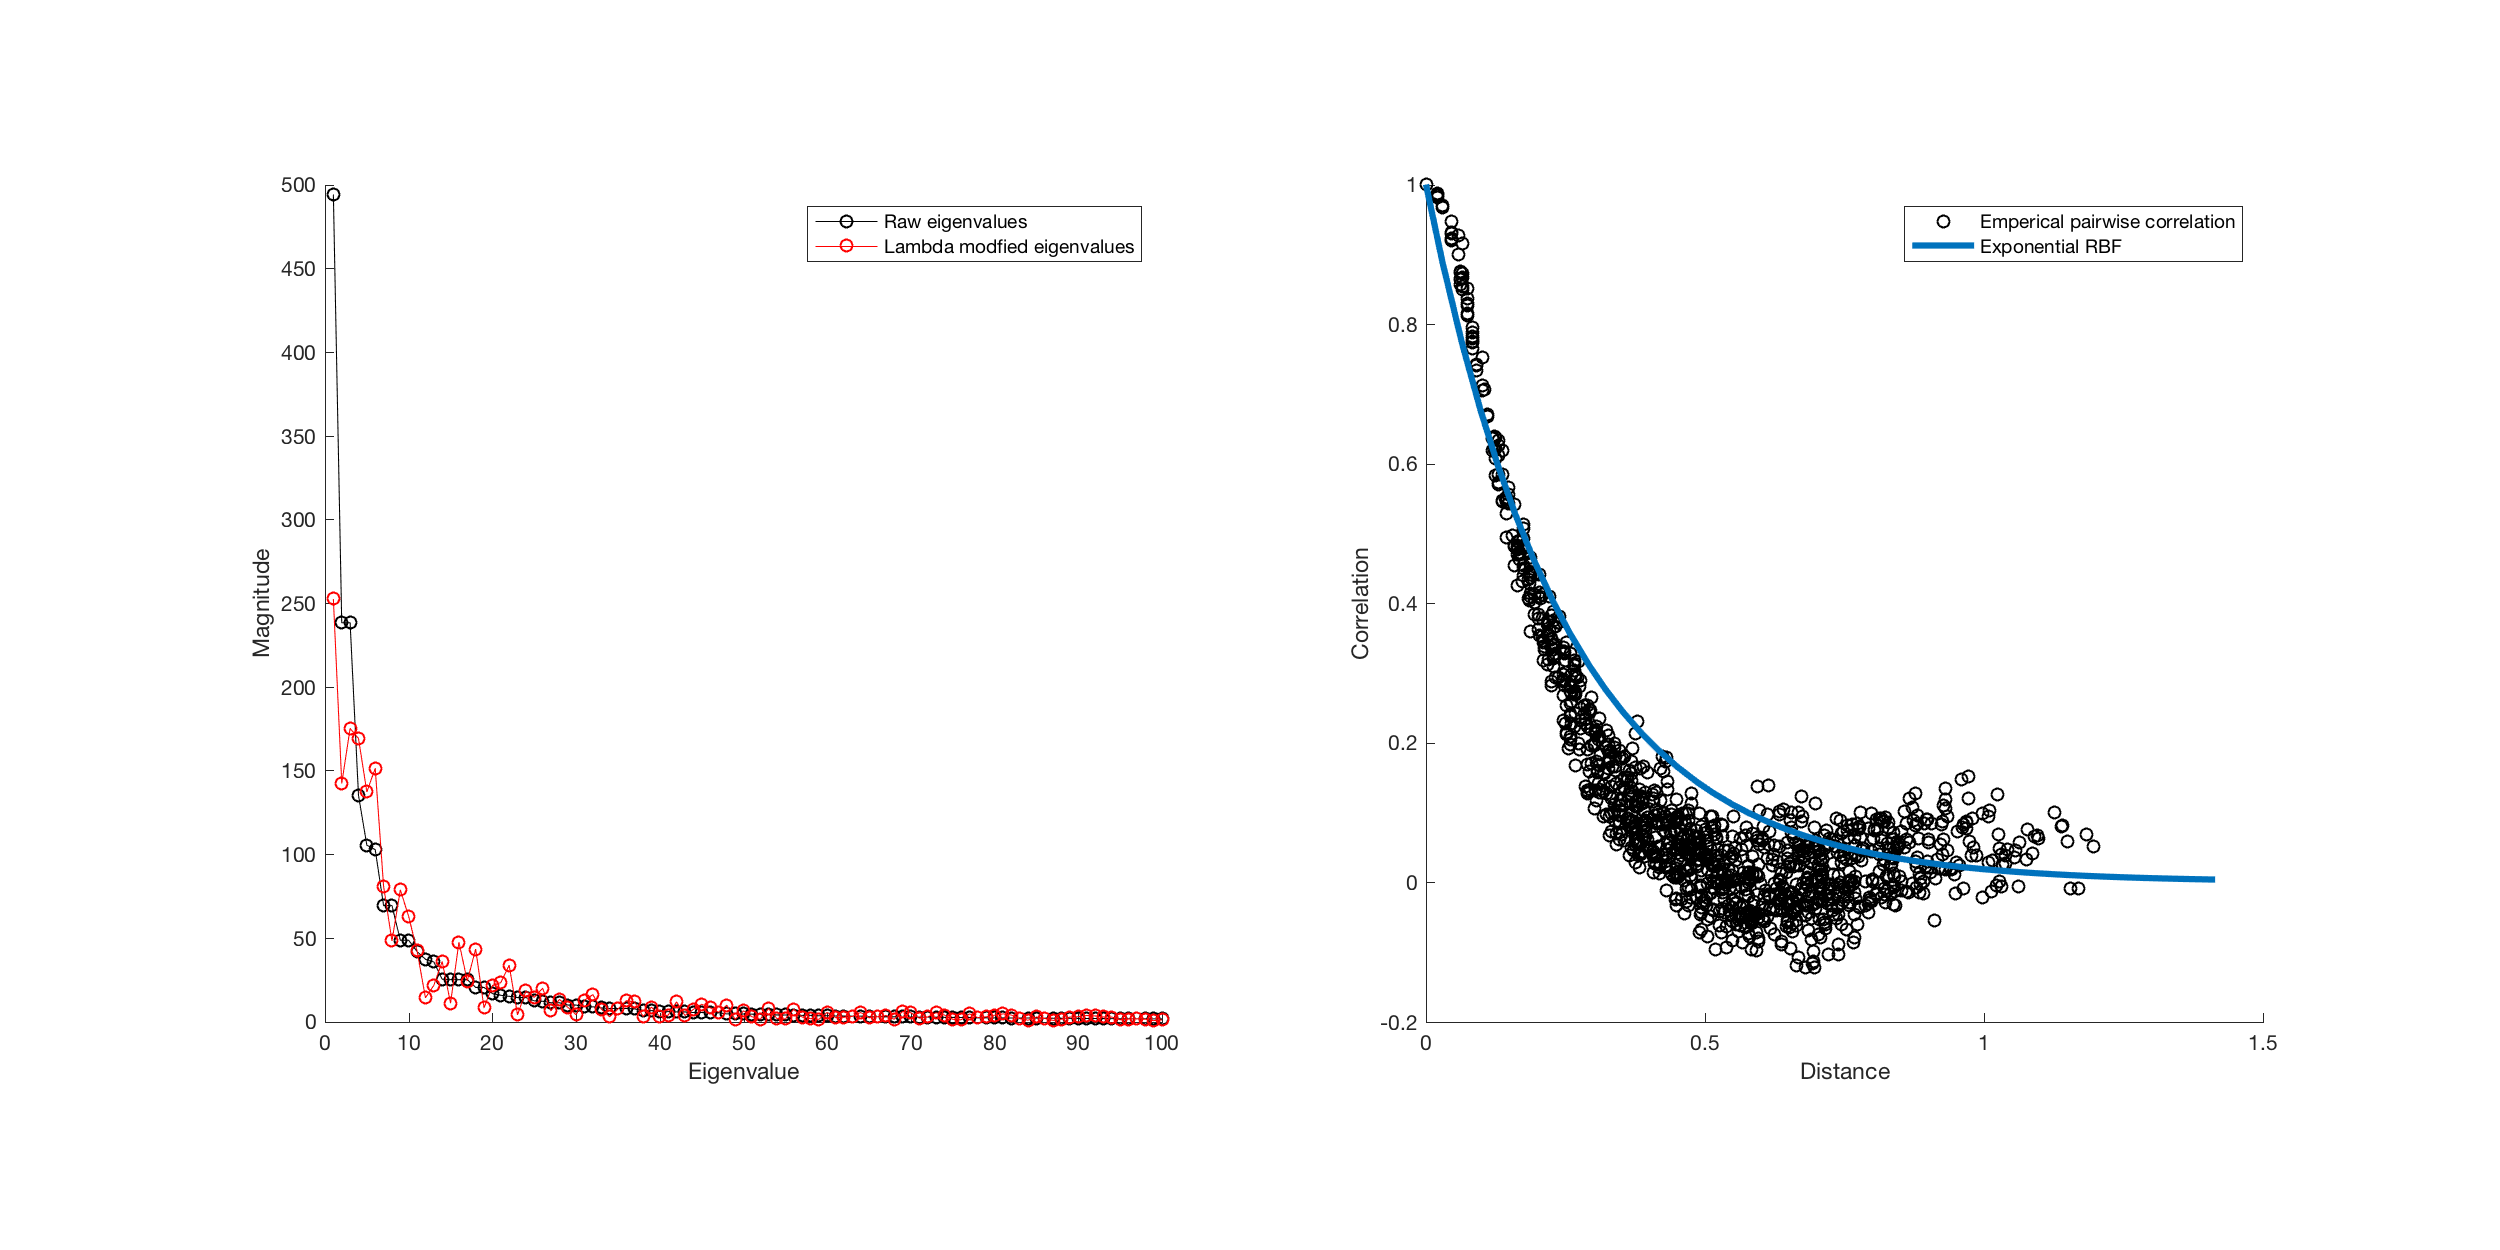 500
450
400
350
300
250
200
150
100
50
0
Magnitude
0 10 20 30 40 50 60 70 80 90 100
Eigenvalue
Raw eigenvalues
Lambda modfied eigenvalues
1
0.8
0.6
0.4
0.2
0
-0.2
Correlation
0 0.5 1 1.5
Distance
Emperical pairwise correlation
Exponential RBF